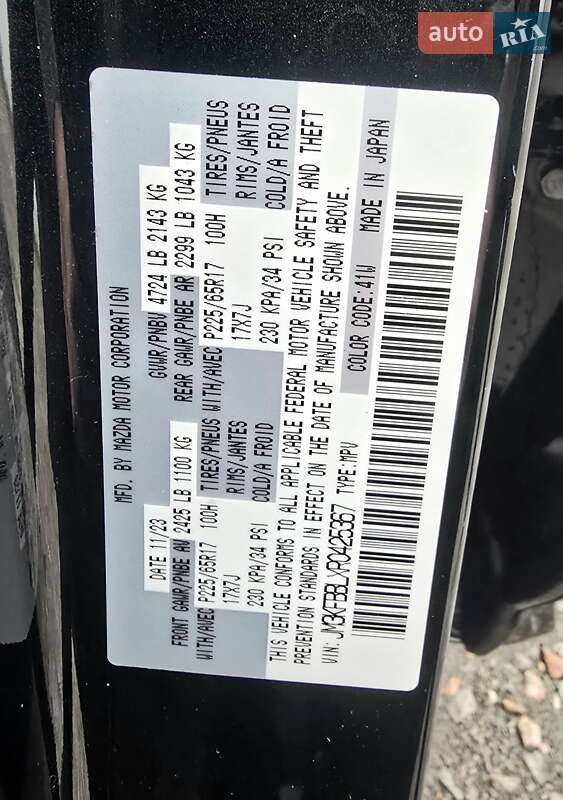 auto RIA
.com
MFD. BY MAZDA MOTOR CORPORATION
DATE 11/23 GVWR/PNBV 4724 LB 2143 KG
FRONT GAWR/PNBE AV 2425 LB 1100 KG REAR GAWR/PNBE AR 2299 LB 1043 KG
WITH/AVEC P225/65R17 100H TIRES/PNEUS WITH/AVEC P225/65R17 100H TIRES/PNEUS
17X7J RIMS/JANTES 17X7J RIMS/JANTES
230 KPA/34 PSI COLD/A FROID 230 KPA/34 PSI COLD/A FROID
THIS VEHICLE CONFORMS TO ALL APPLICABLE FEDERAL MOTOR VEHICLE SAFETY AND THEFT
PREVENTION STANDARDS IN EFFECT ON THE DATE OF MANUFACTURE SHOWN ABOVE.
VIN: JM3KFBBLXR0425367 TYPE:MPV COLOR CODE:41W MADE IN JAPAN